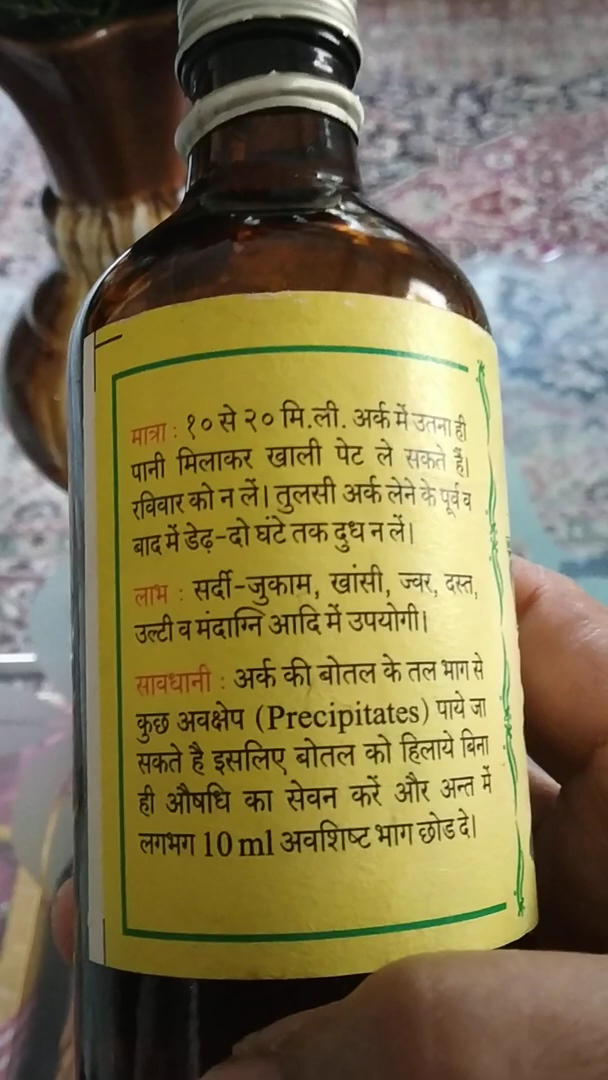 मात्रा : १० से २० मि.ली. अर्क में उतना ही
पानी मिलाकर खाली पेट ले सकते हैं।
रविवार को न लें। तुलसी अर्क लेने के पूर्व व
बाद में डेढ़-दो घंटे तक दुध न लें।
लाभ : सर्दी-जुकाम, खांसी, ज्वर, दस्त,
उल्टी व मंदाग्नि आदि में उपयोगी।
सावधानी : अर्क की बोतल के तल भाग से
कुछ अवक्षेप (Precipitates) पाये जा
सकते है इसलिए बोतल को हिलाये बिना
ही औषधि का सेवन करें और अन्त में
लगभग 10 ml अवशिष्ट भाग छोड दे।